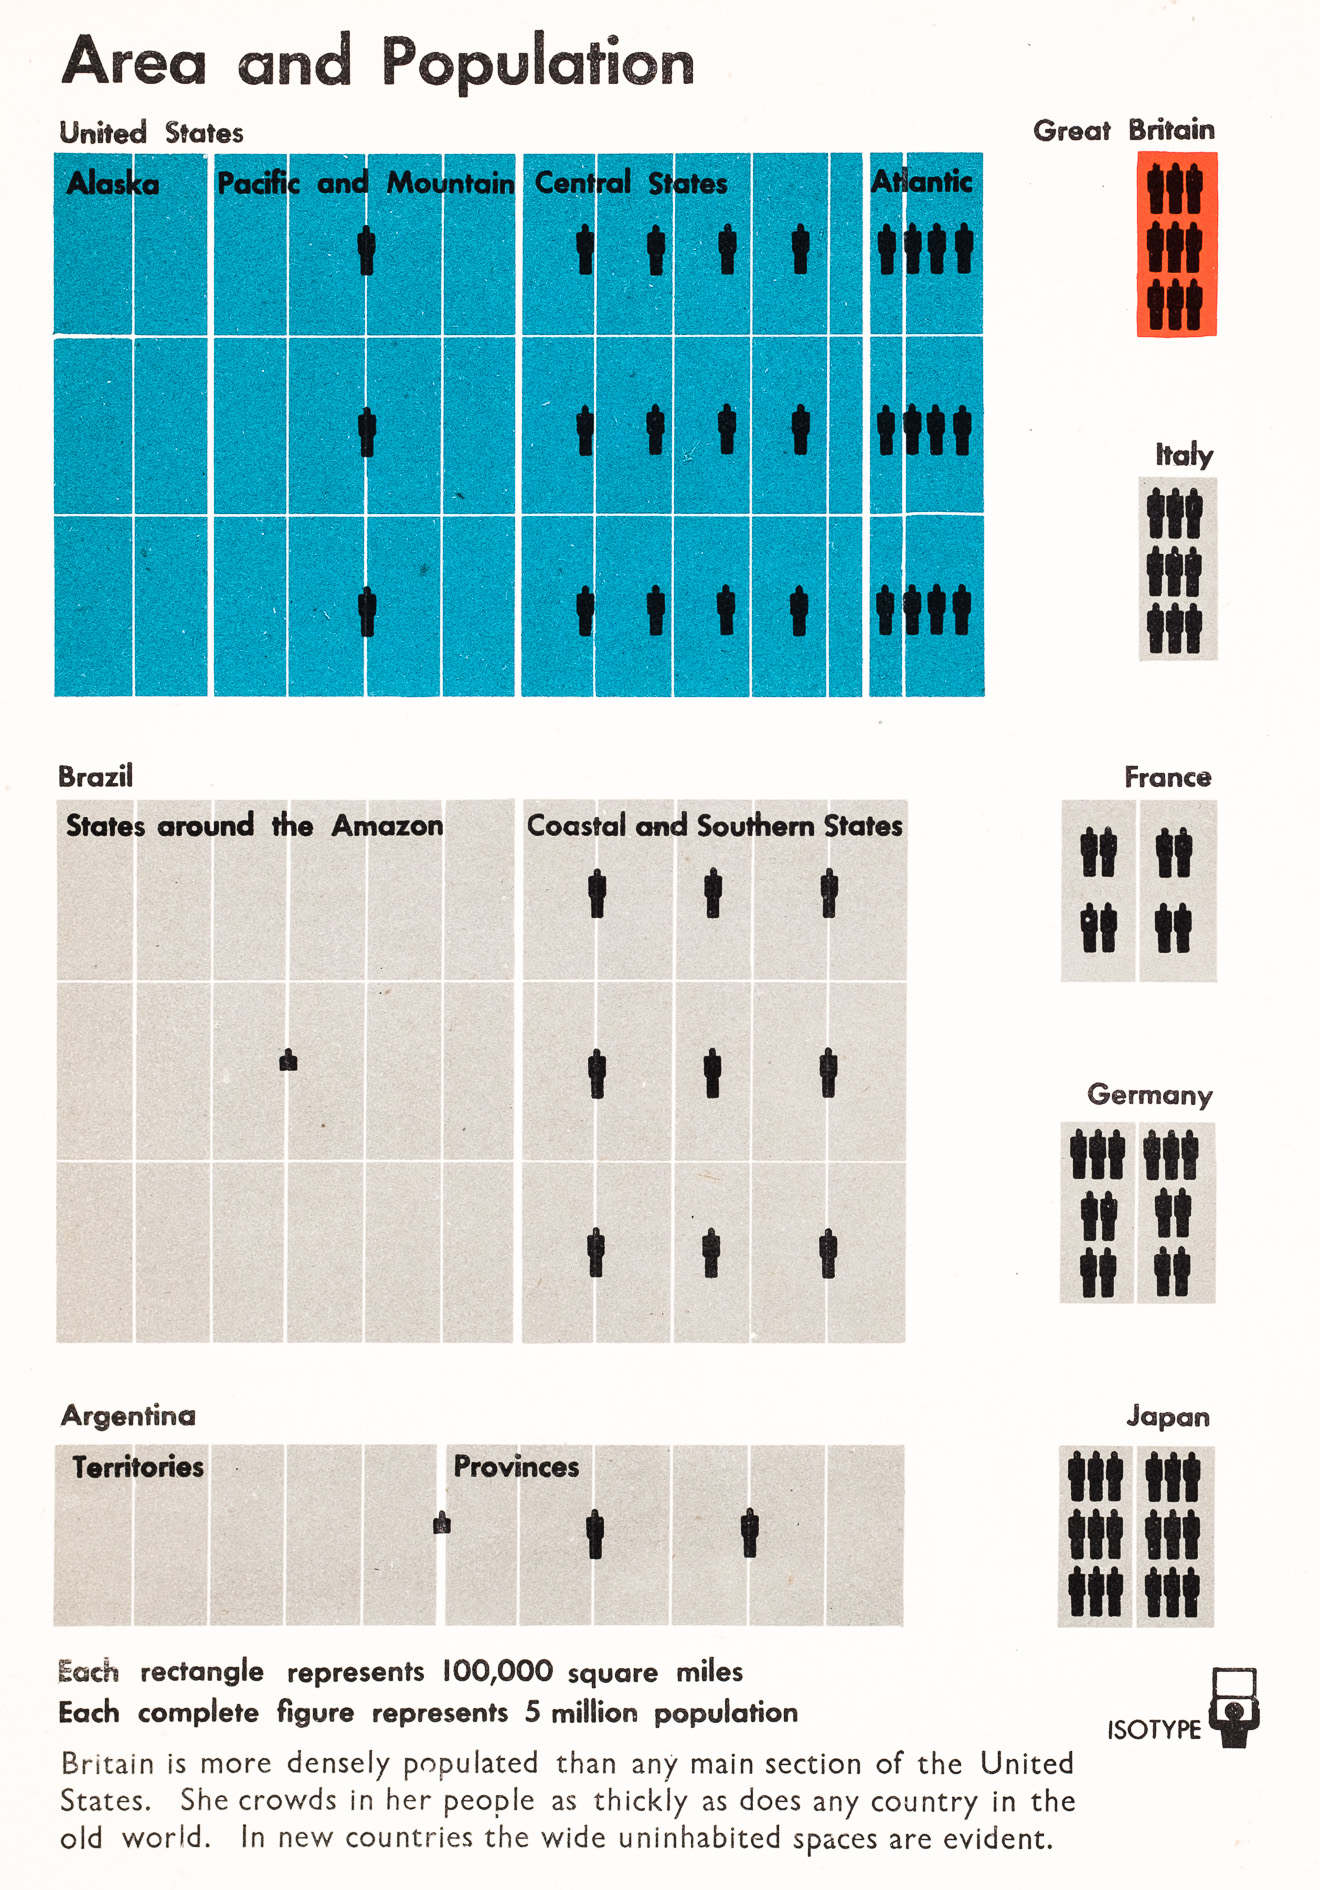 Area and Population
United States
Great Britain
Alaska
Pacific and Mountain
Central States
Atlantic
Italy
Brazil
France
States around the Amazon
Coastal and Southern States
Germany
Argentina
Japan
Territories
Provinces
Each rectangle represents 100,000 square miles
Each complete figure represents 5 million population
ISOTYPE
Britain is more densely populated than any main section of the United
States. She crowds in her people as thickly as does any country in the
old world. In new countries the wide uninhabited spaces are evident.